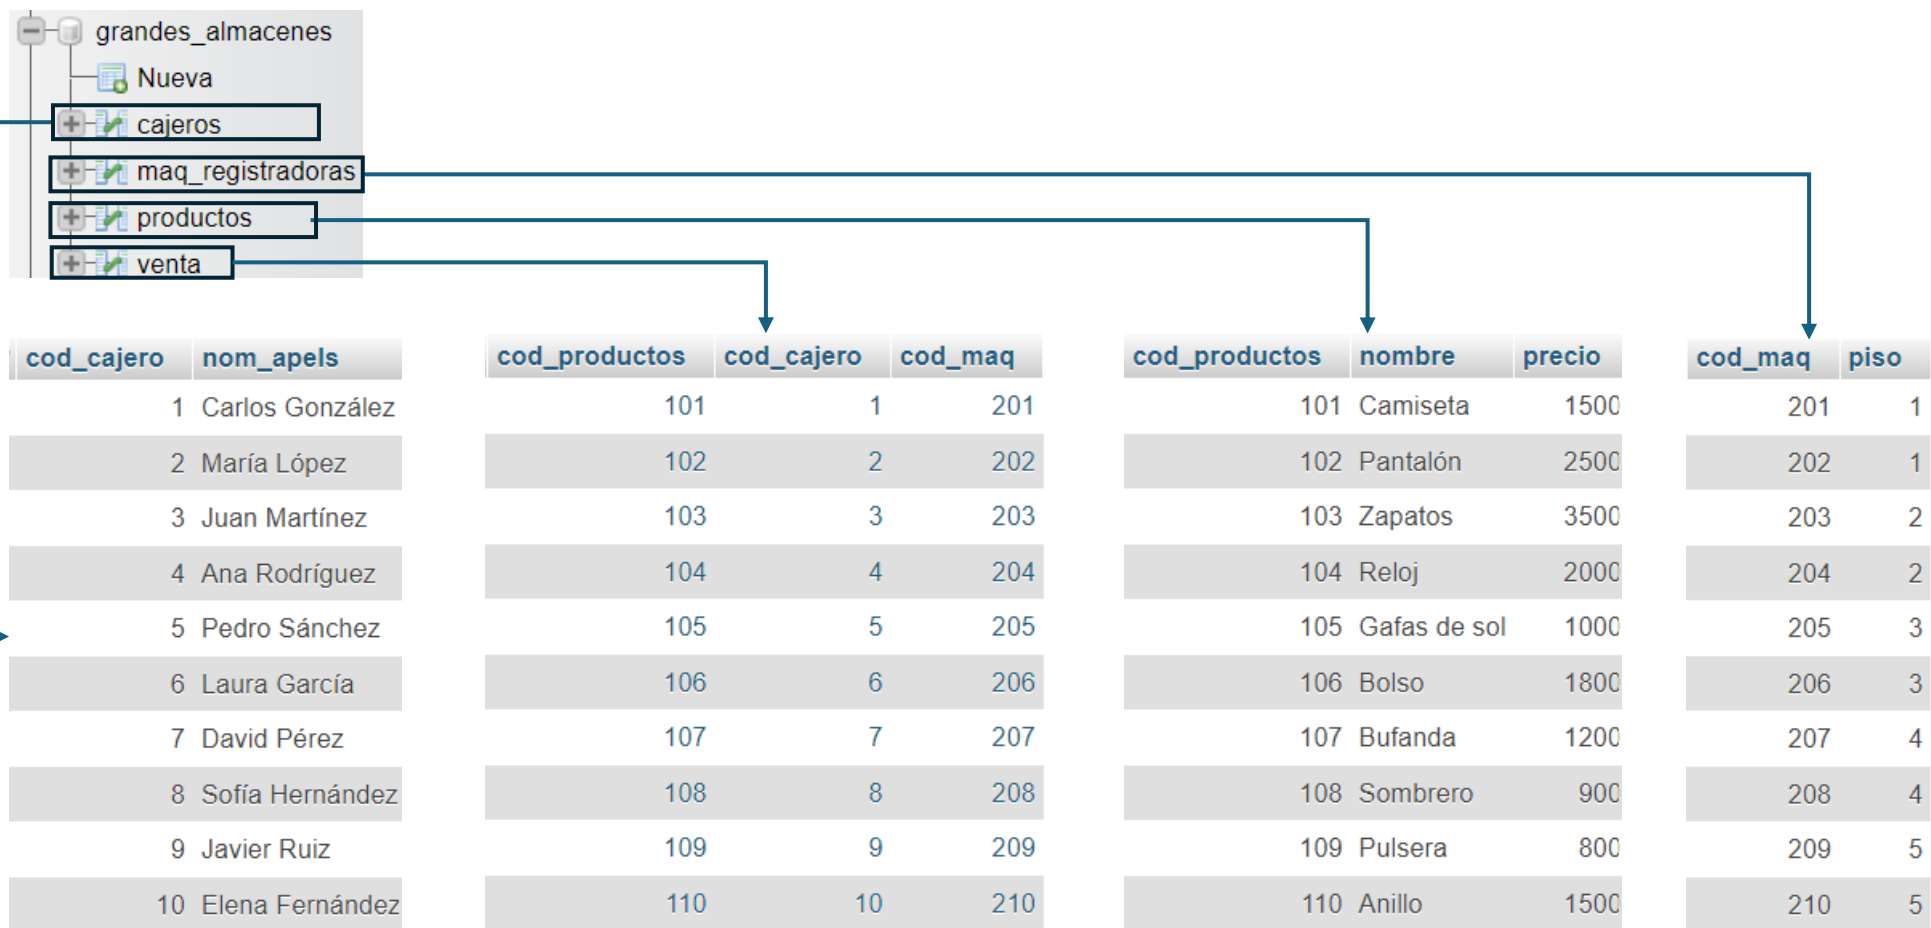 grandes_almacenes
Nueva
cajeros
maq_registradoras
productos
venta
cod_cajero nom_apels
1 Carlos González
2 María López
3 Juan Martínez
4 Ana Rodríguez
5 Pedro Sánchez
6 Laura García
7 David Pérez
8 Sofía Hernández
9 Javier Ruiz
10 Elena Fernández
cod_productos cod_cajero cod_maq
101 1 201
102 2 202
103 3 203
104 4 204
105 5 205
106 6 206
107 7 207
108 8 208
109 9 209
110 10 210
cod_productos nombre precio
101 Camiseta 1500
102 Pantalón 2500
103 Zapatos 3500
104 Reloj 2000
105 Gafas de sol 1000
106 Bolso 1800
107 Bufanda 1200
108 Sombrero 900
109 Pulsera 800
110 Anillo 1500
cod_maq piso
201 1
202 1
203 2
204 2
205 3
206 3
207 4
208 4
209 5
210 5